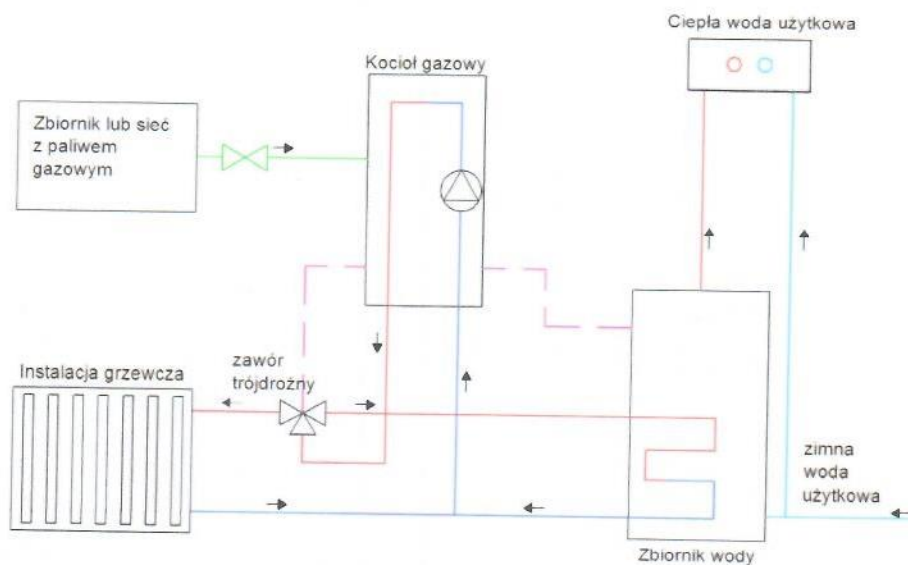 Ciepła woda użytkowa
Kocioł gazowy
Zbiornik lub sieć
z paliwem
gazowym
zawór
trójdrożny
Instalacja grzewcza
zimna
woda
użytkowa
Zbiornik wody